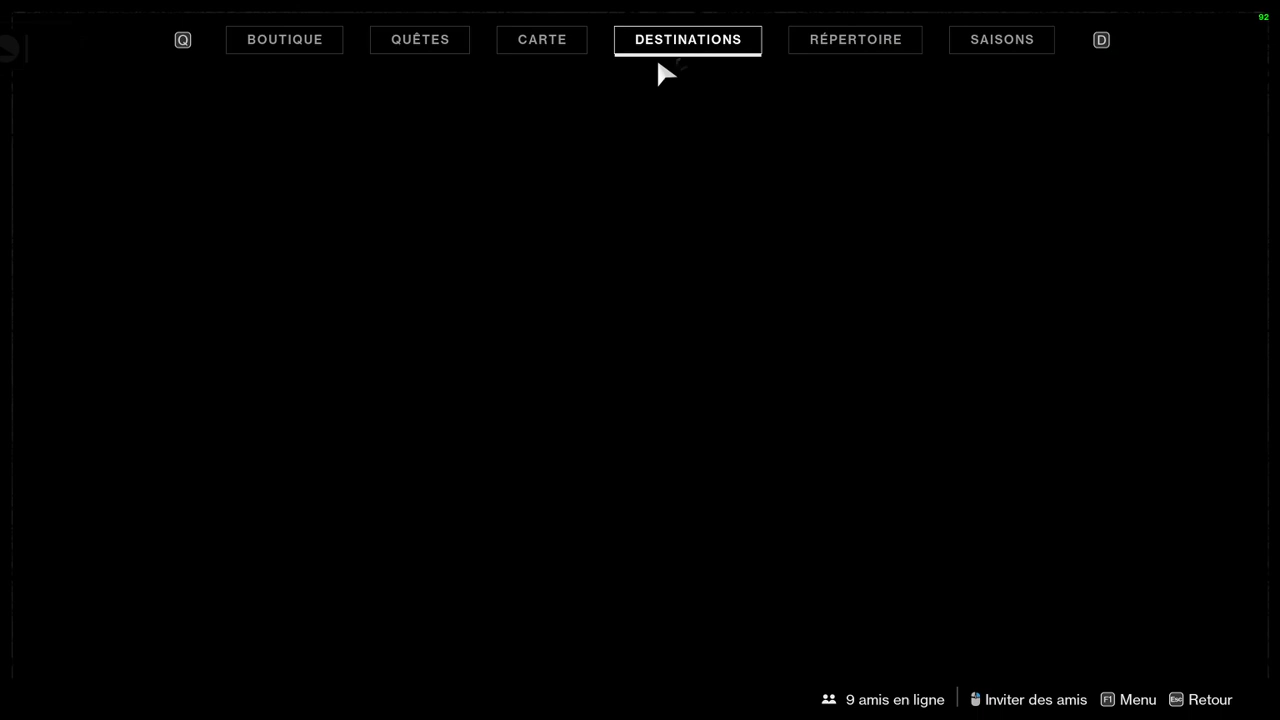 92
Q BOUTIQUE QUÊTES CARTE DESTINATIONS RÉPERTOIRE SAISONS D
9 amis en ligne Inviter des amis F1 Menu Esc Retour